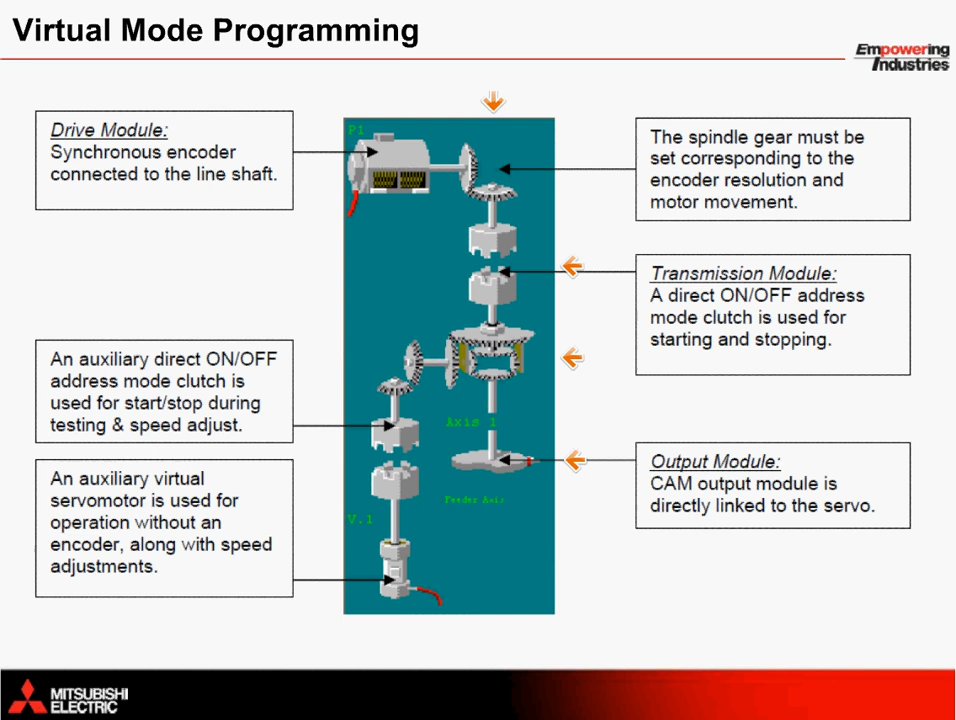 Virtual Mode Programming
Empowering
Industries
Drive Module:
Synchronous encoder
connected to the line shaft.
P1
The spindle gear must be
set corresponding to the
encoder resolution and
motor movement.
Transmission Module:
A direct ON/OFF address
mode clutch is used for
starting and stopping.
An auxiliary direct ON/OFF
address mode clutch is
used for start/stop during
testing & speed adjust.
Axis 1
Output Module:
CAM output module is
directly linked to the servo.
Feeder Axis
An auxiliary virtual
servomotor is used for
operation without an
encoder, along with speed
adjustments.
V.1
MITSUBISHI
ELECTRIC